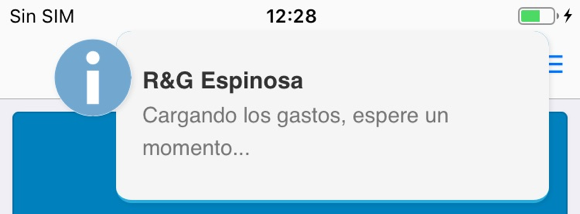 Sin SIM 12:28
R&G Espinosa
Cargando los gastos, espere un
momento...